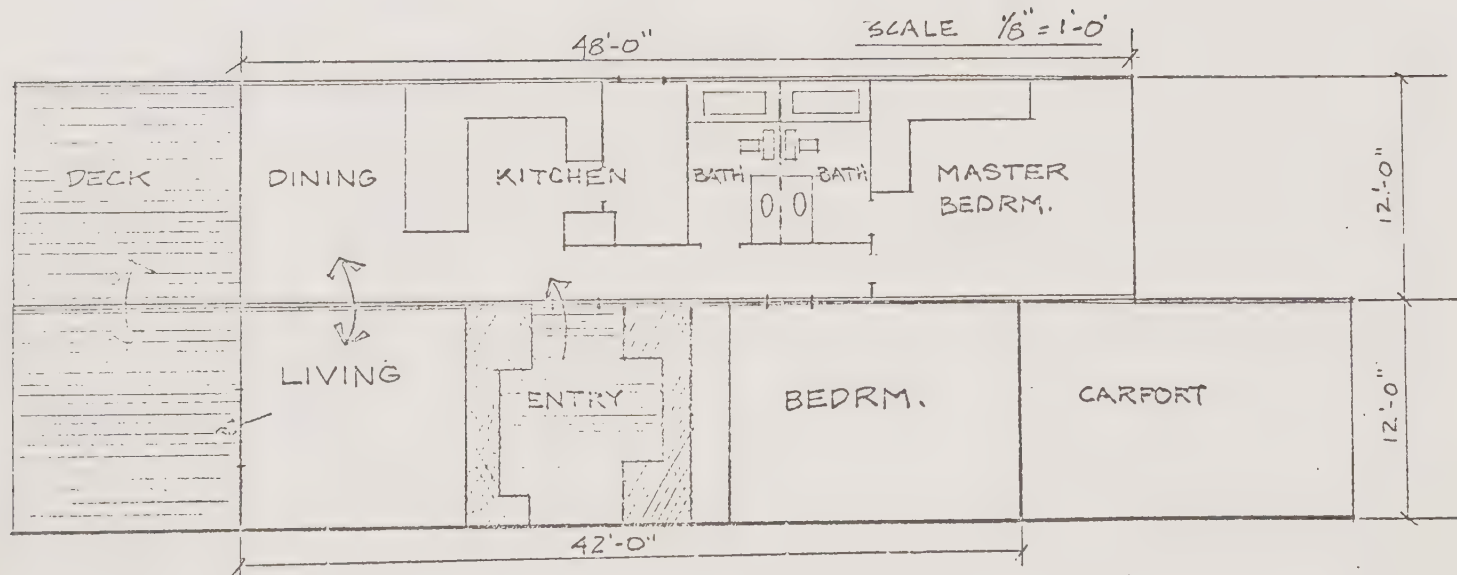 SCALE 1/8" = 1'-0'
48'-0"
DECK
DINING
KITCHEN
BATH
BATH
MASTER
BEDRM.
12'-0"
LIVING
ENTRY
BEDRM.
CARPORT
12'-0"
42'-0"